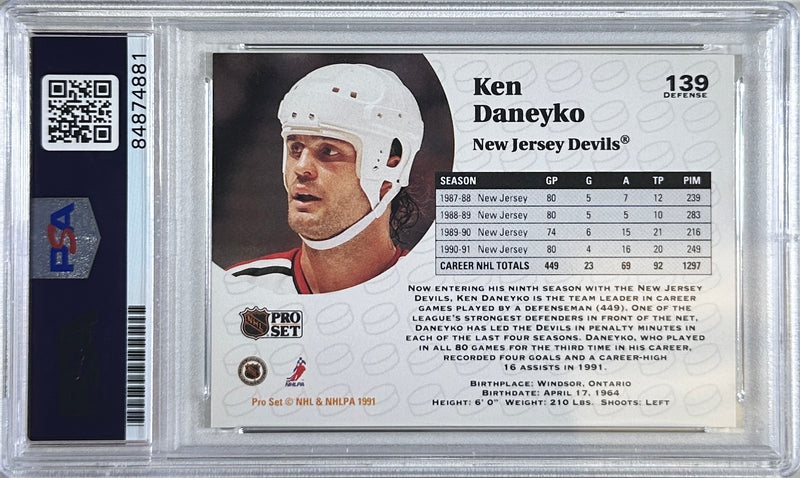 84874881
PSA
Ken
Daneyko
New Jersey Devils®
139
DEFENSE
SEASON GP G A TP PIM
1987-88 New Jersey 80 5 7 12 239
1988-89 New Jersey 80 5 5 10 283
1989-90 New Jersey 74 6 15 21 216
1990-91 New Jersey 80 4 16 20 249
CAREER NHL TOTALS 449 23 69 92 1297
NOW ENTERING HIS NINTH SEASON WITH THE NEW JERSEY
DEVILS, KEN DANEYKO IS THE TEAM LEADER IN CAREER
GAMES PLAYED BY A DEFENSEMAN (449). ONE OF THE
LEAGUE'S STRONGEST DEFENDERS IN FRONT OF THE NET,
DANEYKO HAS LED THE DEVILS IN PENALTY MINUTES IN
EACH OF THE LAST FOUR SEASONS. DANEYKO, WHO PLAYED
IN ALL 80 GAMES FOR THE THIRD TIME IN HIS CAREER,
RECORDED FOUR GOALS AND A CAREER-HIGH
16 ASSISTS IN 1991.
BIRTHPLACE: WINDSOR, ONTARIO
BIRTHDATE: APRIL 17, 1964
HEIGHT: 6' 0" WEIGHT: 210 LBS. SHOOTS: LEFT
NHL
PRO
SET
NHLPA
Pro Set © NHL & NHLPA 1991